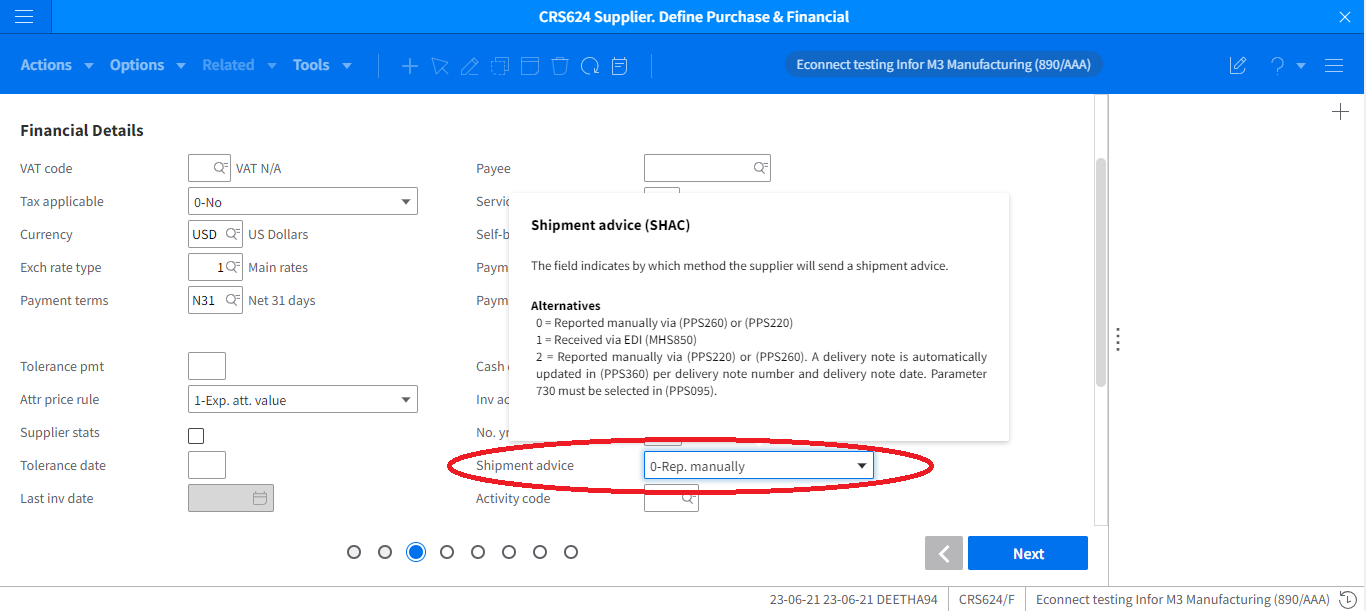 CRS624 Supplier. Define Purchase & Financial
Actions Options Related Tools Econnect testing Infor M3 Manufacturing (890/AAA)
Financial Details
VAT code VAT N/A Payee
Tax applicable 0-No Servic
Currency USD US Dollars Self-b
Exch rate type 1 Main rates Paym
Payment terms N31 Net 31 days Paym
Shipment advice (SHAC)
The field indicates by which method the supplier will send a shipment advice.
Alternatives
0 = Reported manually via (PPS260) or (PPS220)
1 = Received via EDI (MHS850)
2 = Reported manually via (PPS220) or (PPS260). A delivery note is automatically
updated in (PPS360) per delivery note number and delivery note date. Parameter
730 must be selected in (PPS095).
Tolerance pmt Cash
Attr price rule 1-Exp. att. value Inv ac
Supplier stats No. yr
Tolerance date Shipment advice 0-Rep. manually
Last inv date Activity code
Next
23-06-21 23-06-21 DEETHA94 CRS624/F Econnect testing Infor M3 Manufacturing (890/AAA)